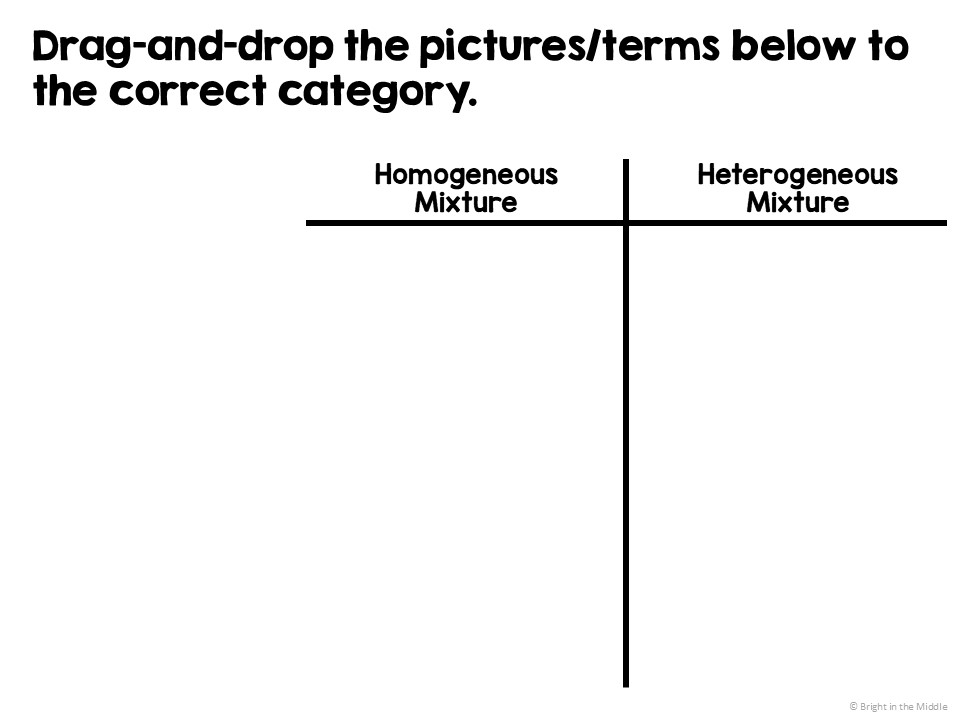 Drag-and-drop the pictures/terms below to
the correct category.
Homogeneous
Mixture
Heterogeneous
Mixture
© Bright in the Middle